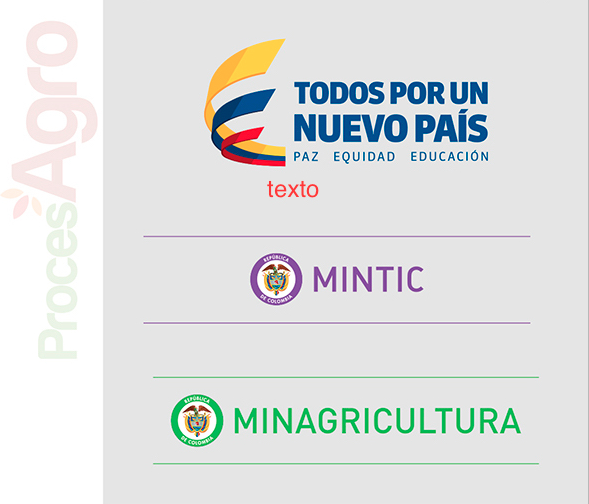 ProcesAgro
TODOS POR UN
NUEVO PAÍS
PAZ EQUIDAD EDUCACIÓN
texto
REPÚBLICA
DE COLOMBIA
MINTIC
REPÚBLICA
DE COLOMBIA
MINAGRICULTURA